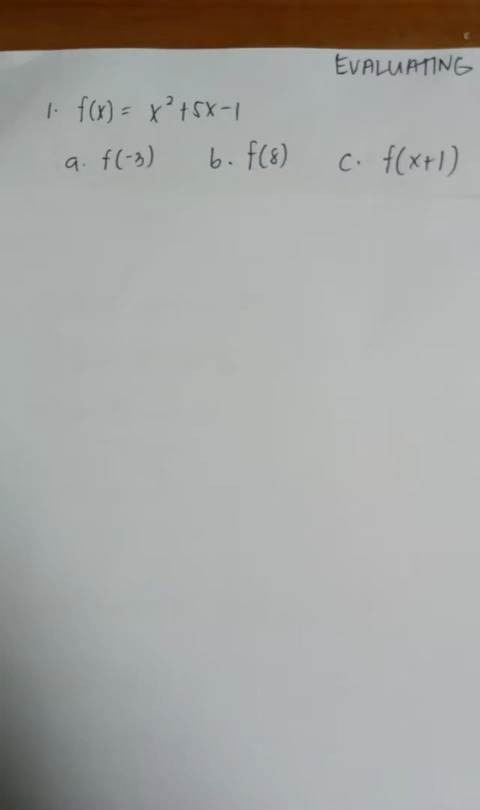 EVALUATING
1. f(x) = x²+5x-1
a. f(-3) b. f(8) c. f(x+1)